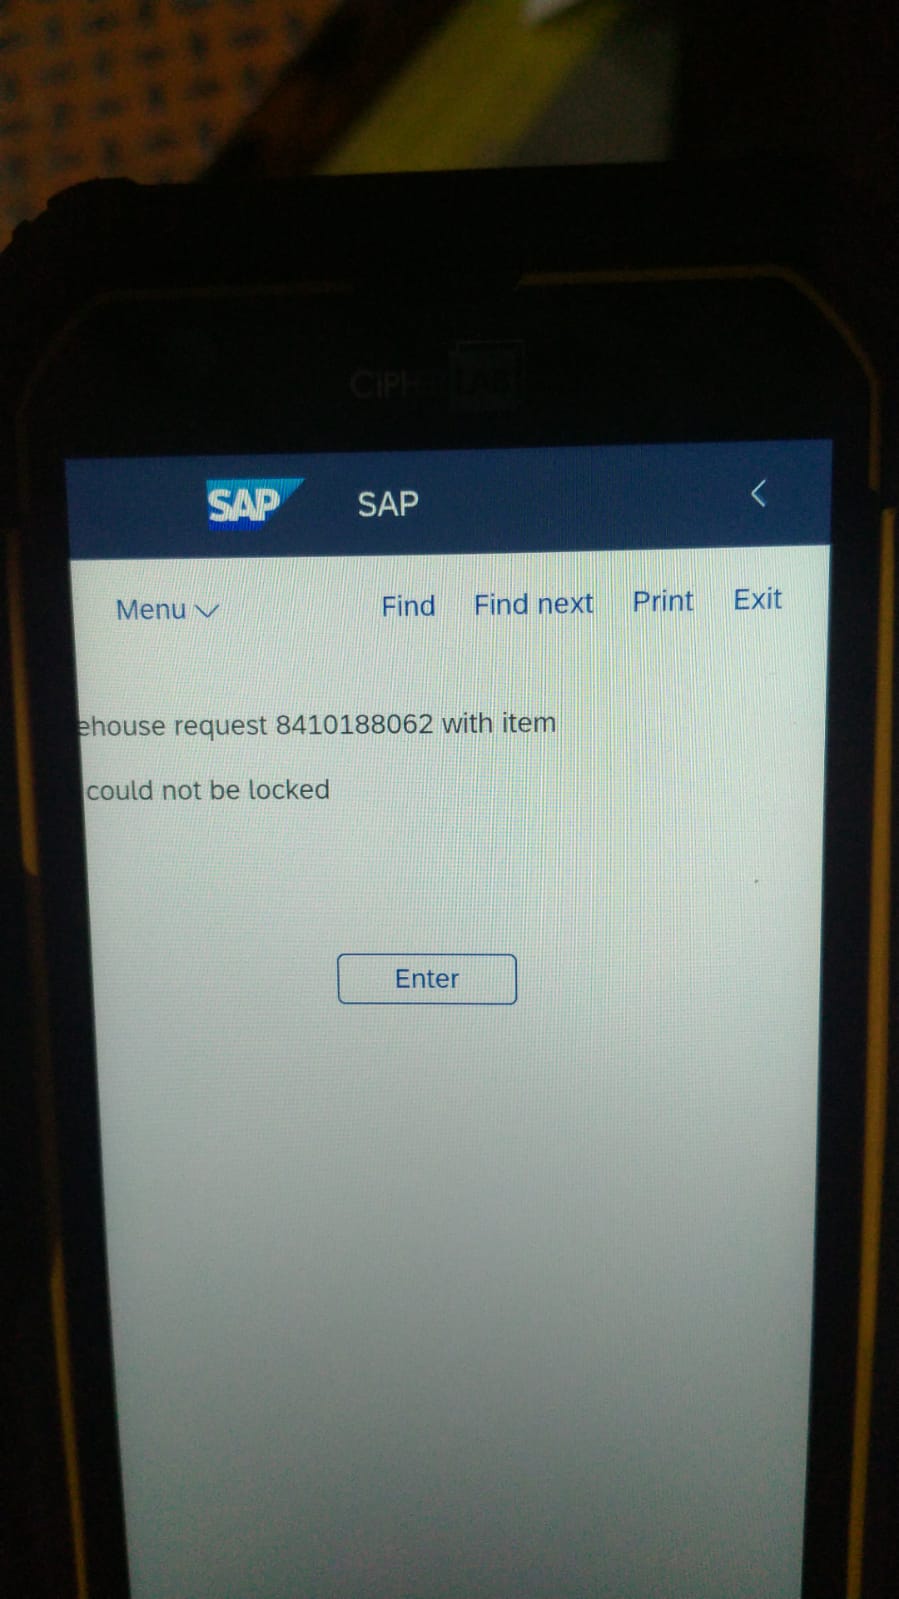 CIPHERLAB
SAP SAP
Menu Find Find next Print Exit
ehouse request 8410188062 with item
could not be locked
Enter